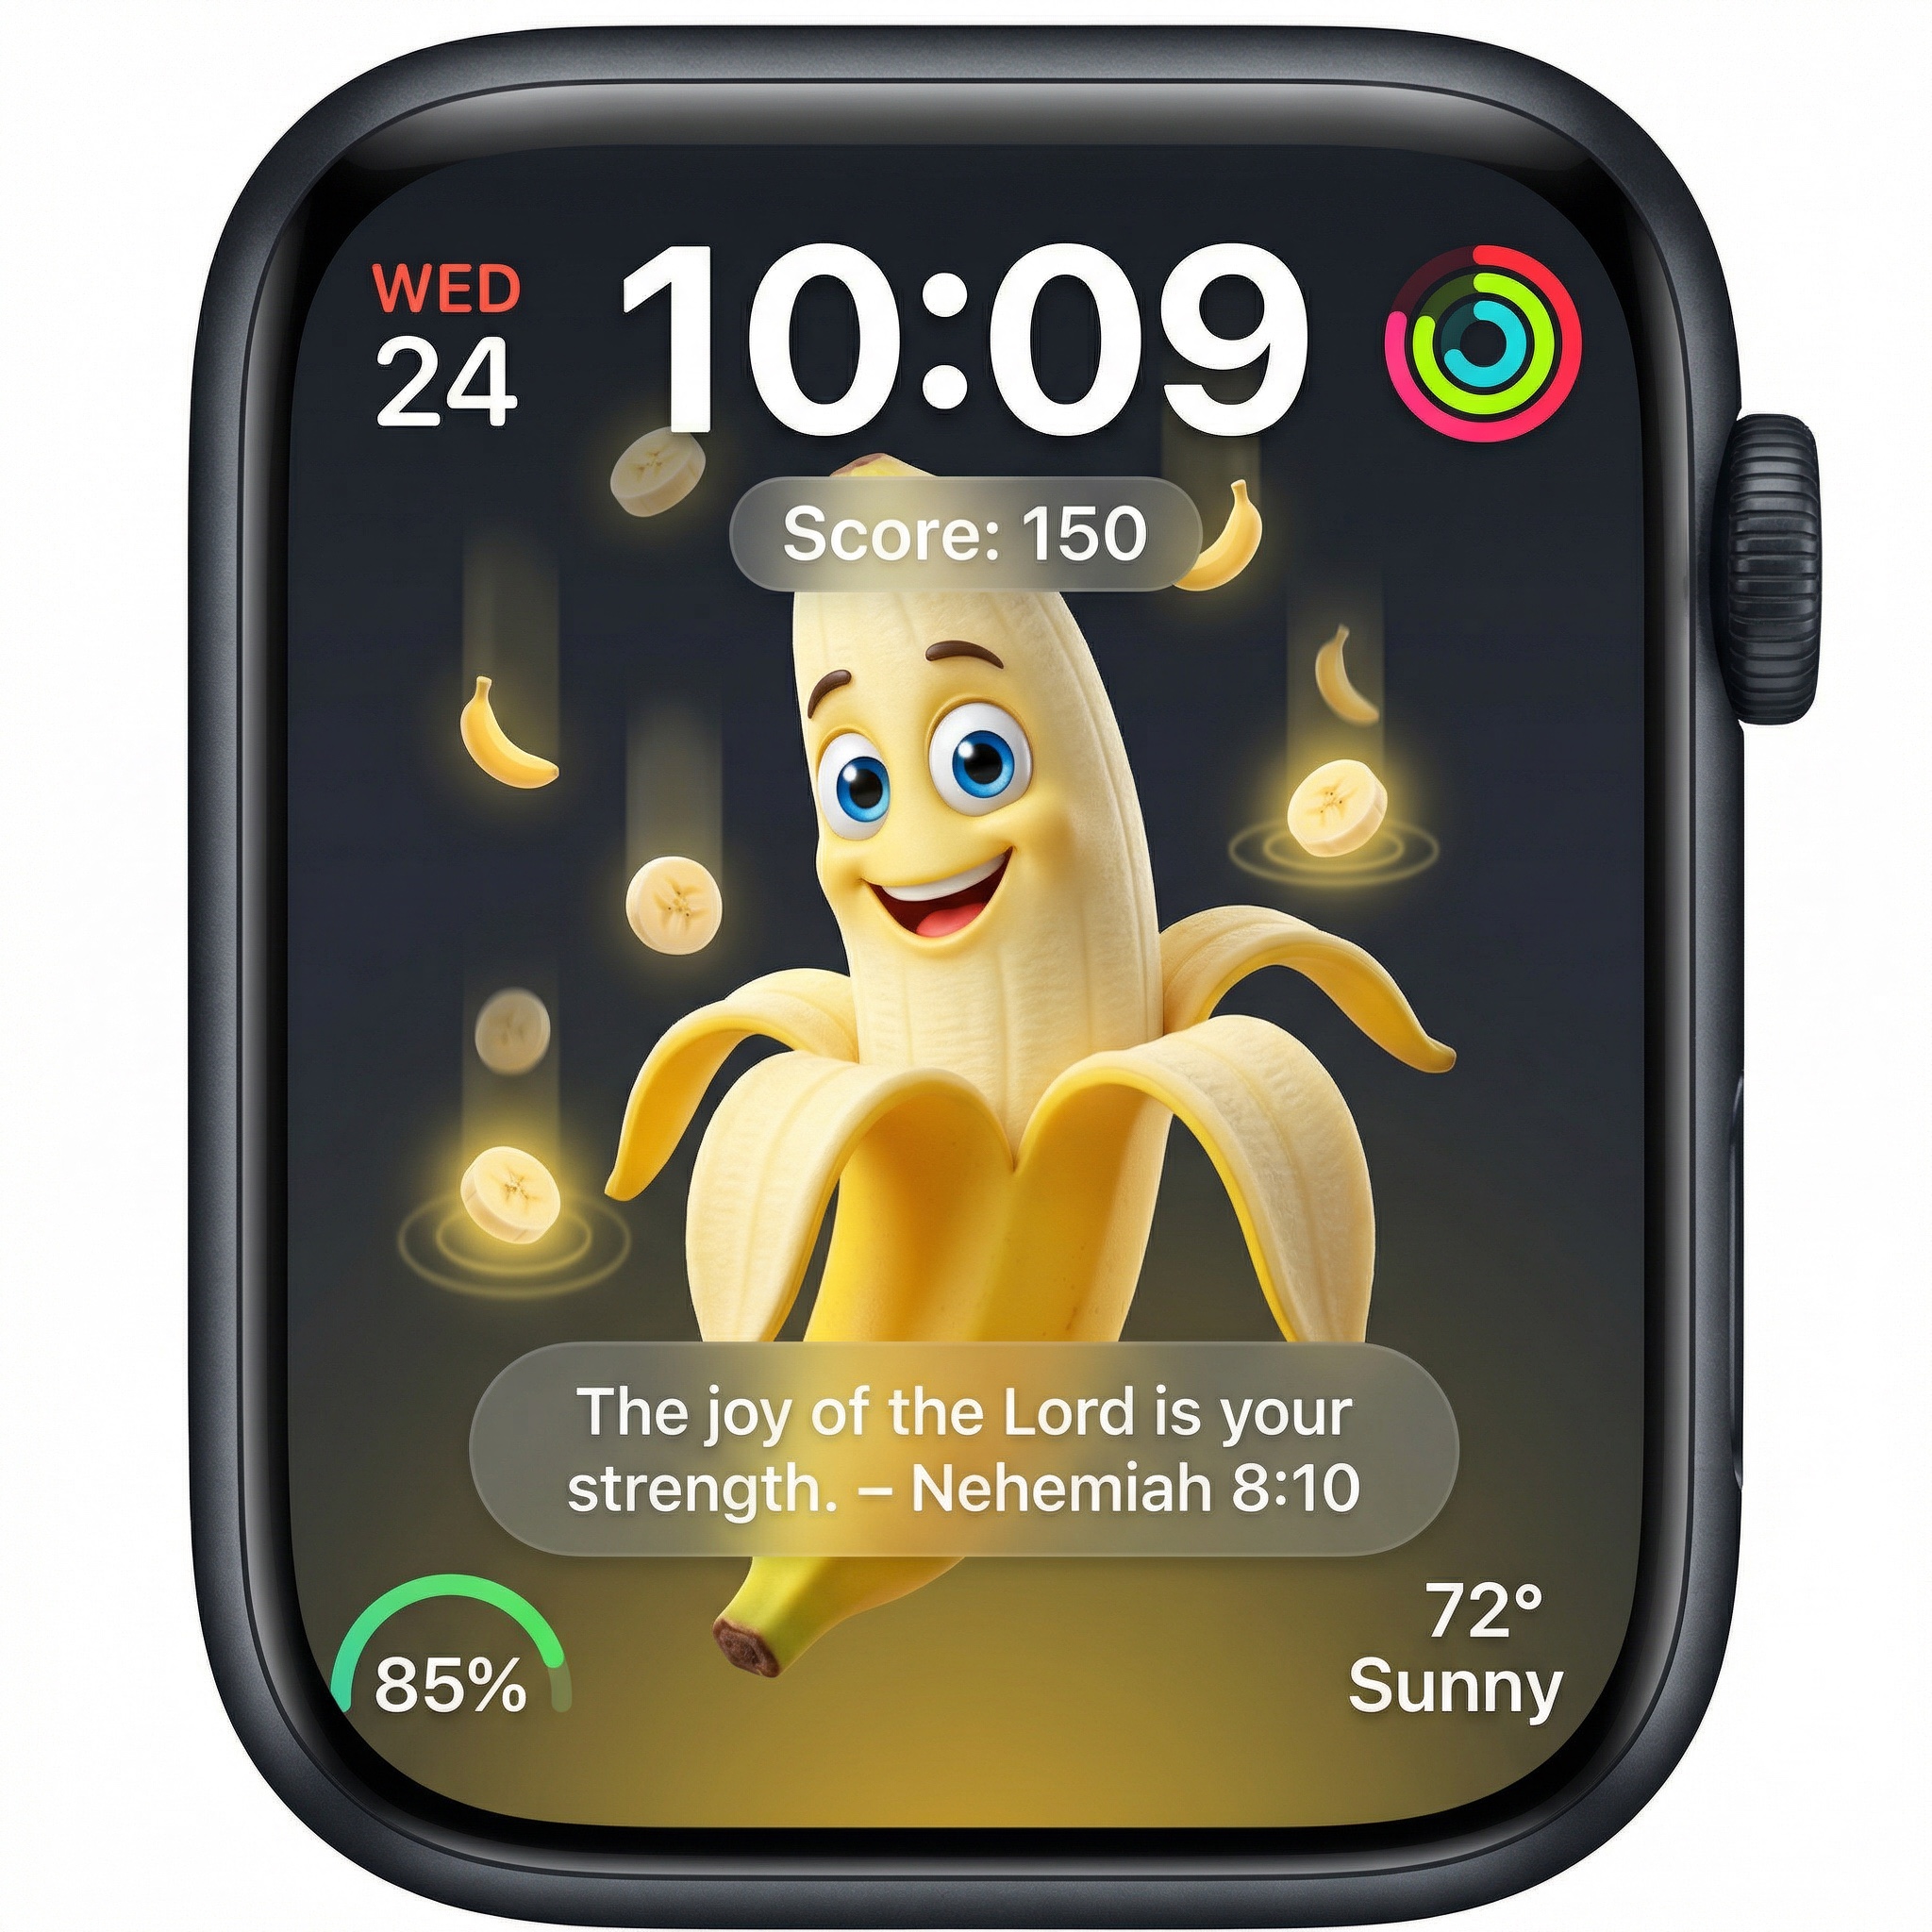 WED
24
10:09
Score: 150
The joy of the Lord is your
strength. – Nehemiah 8:10
85%
72°
Sunny